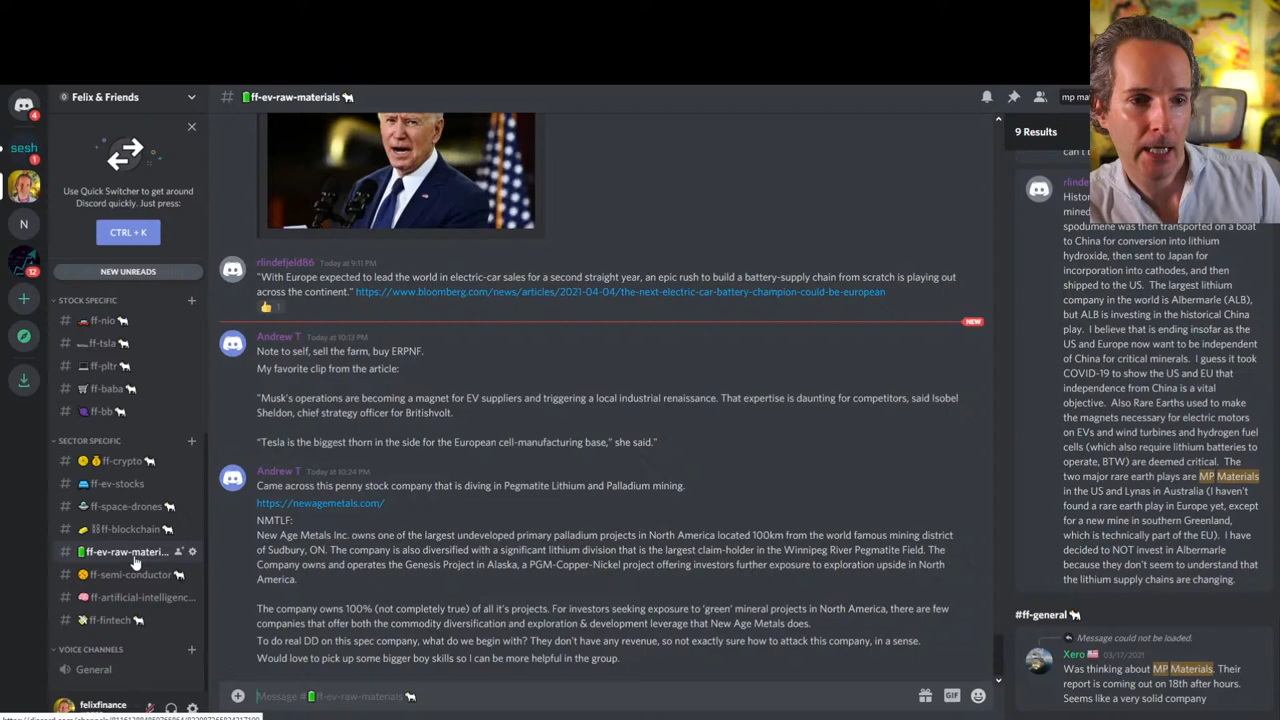 4
sesh
1
N
12
Felix & Friends
Use Quick Switcher to get around
Discord quickly. Just press:
CTRL + K
NEW UNREADS
STOCK SPECIFIC
ff-nio
ff-tsla
ff-pltr
ff-baba
ff-bb
SECTOR SPECIFIC
ff-crypto
ff-ev-stocks
ff-space-drones
ff-blockchain
ff-ev-raw-materi...
ff-semi-conductor
ff-artificial-intelligenc...
ff-fintech
VOICE CHANNELS
General
felixfinance
# ff-ev-raw-materials
rlindefjeld86 Today at 9:11 PM
"With Europe expected to lead the world in electric-car sales for a second straight year, an epic rush to build a battery-supply chain from scratch is playing out
across the continent." https://www.bloomberg.com/news/articles/2021-04-04/the-next-electric-car-battery-champion-could-be-european
1
NEW
Andrew T Today at 10:13 PM
Note to self, sell the farm, buy ERPNF.
My favorite clip from the article:
"Musk's operations are becoming a magnet for EV suppliers and triggering a local industrial renaissance. That expertise is daunting for competitors, said Isobel
Sheldon, chief strategy officer for Britishvolt.
"Tesla is the biggest thorn in the side for the European cell-manufacturing base," she said."
Andrew T Today at 10:24 PM
Came across this penny stock company that is diving in Pegmatite Lithium and Palladium mining.
https://newagemetals.com/
NMTLF:
New Age Metals Inc. owns one of the largest undeveloped primary palladium projects in North America located 100km from the world famous mining district
of Sudbury, ON. The company is also diversified with a significant lithium division that is the largest claim-holder in the Winnipeg River Pegmatite Field. The
Company owns and operates the Genesis Project in Alaska, a PGM-Copper-Nickel project offering investors further exposure to exploration upside in North
America.
The company owns 100% (not completely true) of all it's projects. For investors seeking exposure to 'green' mineral projects in North America, there are few
companies that offer both the commodity diversification and exploration & development leverage that New Age Metals does.
To do real DD on this spec company, what do we begin with? They don't have any revenue, so not exactly sure how to attack this company, in a sense.
Would love to pick up some bigger boy skills so I can be more helpful in the group.
Message # ff-ev-raw-materials
GIF
mp ma
9 Results
can't b
rlinde
Histor
mined
spodumene was then transported on a boat
to China for conversion into lithium
hydroxide, then sent to Japan for
incorporation into cathodes, and then
shipped to the US. The largest lithium
company in the world is Albermarle (ALB),
but ALB is investing in the historical China
play. I believe that is ending insofar as the
US and Europe now want to be independent
of China for critical minerals. I guess it took
COVID-19 to show the US and EU that
independence from China is a vital
objective. Also Rare Earths used to make
the magnets necessary for electric motors
on EVs and wind turbines and hydrogen fuel
cells (which also require lithium batteries to
operate, BTW) are deemed critical. The
two major rare earth plays are MP Materials
in the US and Lynas in Australia (I haven't
found a rare earth play in Europe yet, except
for a new mine in southern Greenland,
which is technically part of the EU). I have
decided to NOT invest in Albermarle
because they don't seem to understand that
the lithium supply chains are changing.
#ff-general
Message could not be loaded.
Xero 03/17/2021
Was thinking about MP Materials. Their
report is coming out on 18th after hours.
Seems like a very solid company